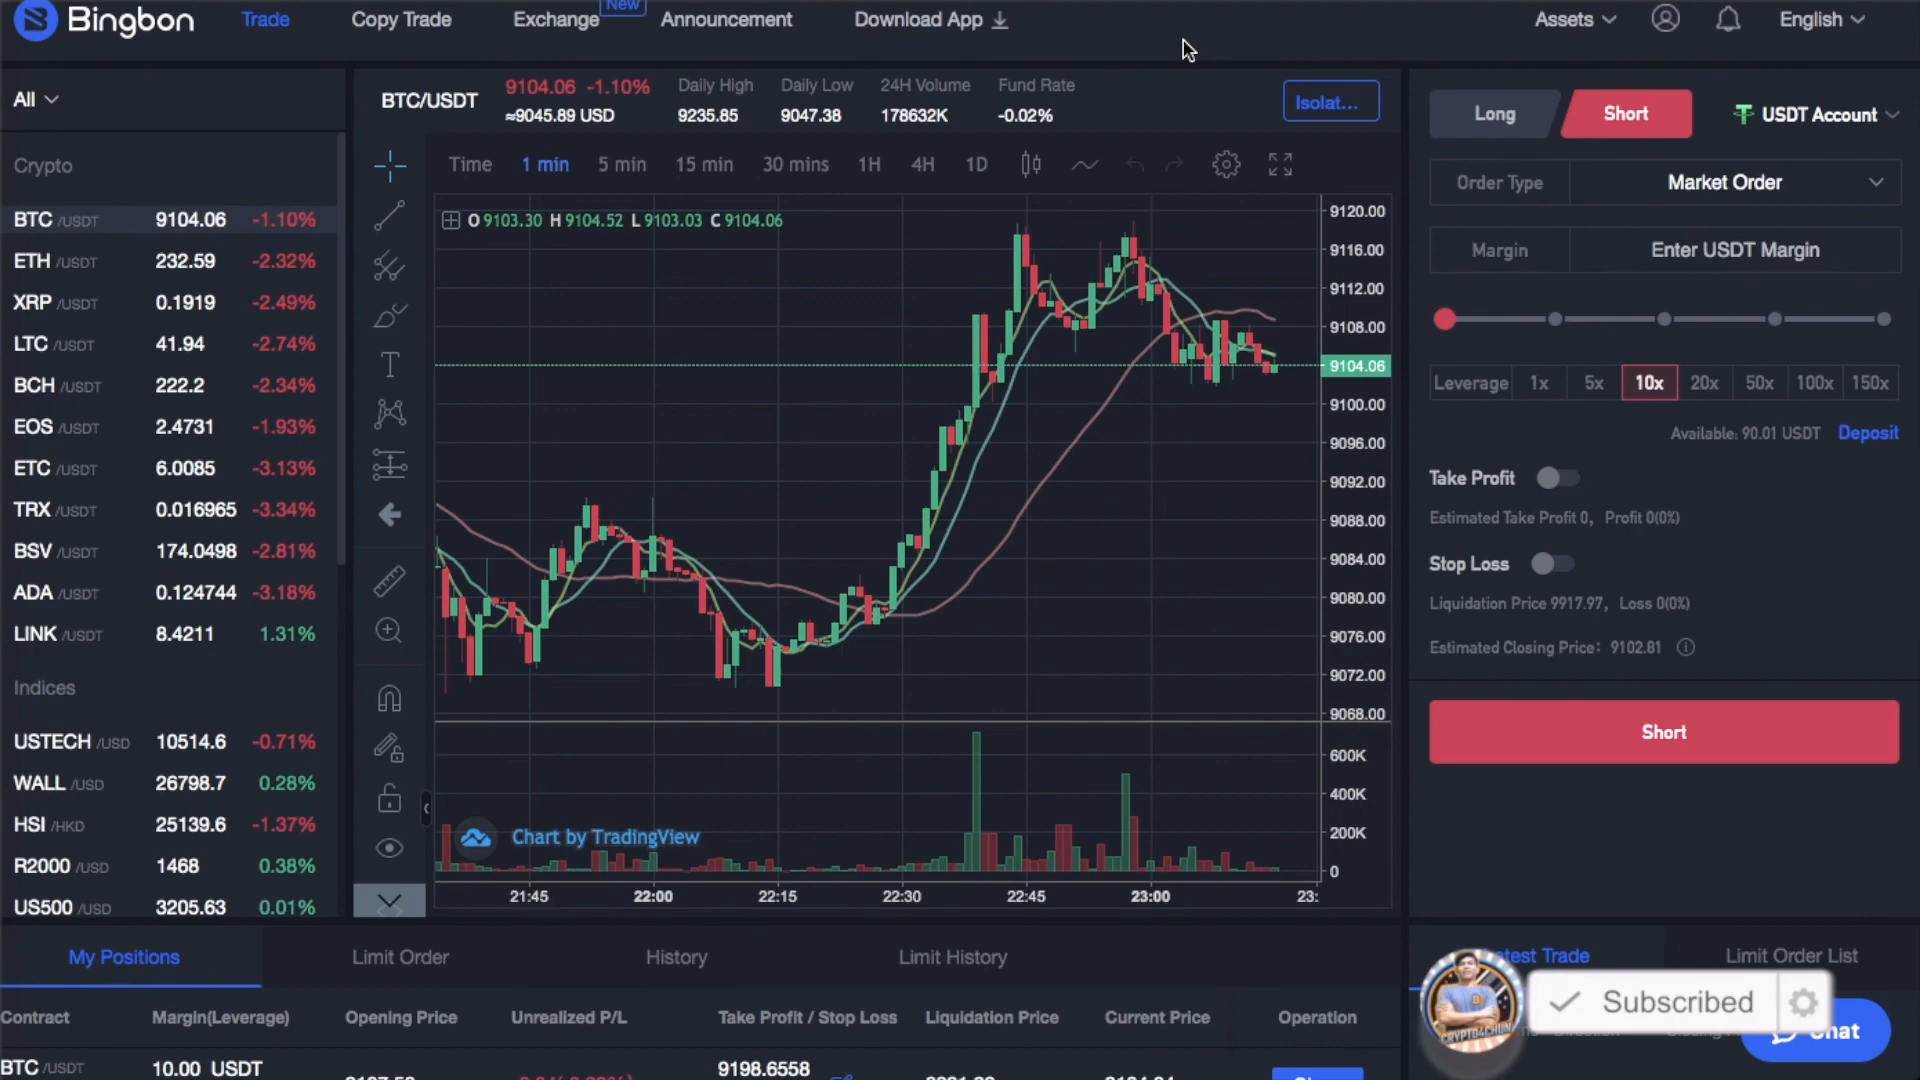 Bingbon Trade Copy Trade Exchange New Announcement Download App Assets English
All
Crypto
BTC /USDT 9104.06 -1.10%
ETH /USDT 232.59 -2.32%
XRP /USDT 0.1919 -2.49%
LTC /USDT 41.94 -2.74%
BCH /USDT 222.2 -2.34%
EOS /USDT 2.4731 -1.93%
ETC /USDT 6.0085 -3.13%
TRX /USDT 0.016965 -3.34%
BSV /USDT 174.0498 -2.81%
ADA /USDT 0.124744 -3.18%
LINK /USDT 8.4211 1.31%
Indices
USTECH /USD 10514.6 -0.71%
WALL /USD 26798.7 0.28%
HSI /HKD 25139.6 -1.37%
R2000 /USD 1468 0.38%
US500 /USD 3205.63 0.01%
BTC/USDT
9104.06 -1.10%
≈9045.89 USD
Daily High
9235.85
Daily Low
9047.38
24H Volume
178632K
Fund Rate
-0.02%
Isolat...
Time 1 min 5 min 15 min 30 mins 1H 4H 1D
O 9103.30 H 9104.52 L 9103.03 C 9104.06
9120.00
9116.00
9112.00
9108.00
9104.06
9100.00
9096.00
9092.00
9088.00
9084.00
9080.00
9076.00
9072.00
9068.00
600K
400K
200K
0
Chart by TradingView
21:45 22:00 22:15 22:30 22:45 23:00 23:
Long Short USDT Account
Order Type Market Order
Margin Enter USDT Margin
Leverage 1x 5x 10x 20x 50x 100x 150x
Available: 90.01 USDT Deposit
Take Profit
Estimated Take Profit 0, Profit 0(0%)
Stop Loss
Liquidation Price 9917.97, Loss 0(0%)
Estimated Closing Price: 9102.81
Short
My Positions Limit Order History Limit History
Contract Margin(Leverage) Opening Price Unrealized P/L Take Profit / Stop Loss Liquidation Price Current Price Operation
BTC /USDT 10.00 USDT 9198.6558
Trade Limit Order List
CRYPTO4CHUN
Subscribed